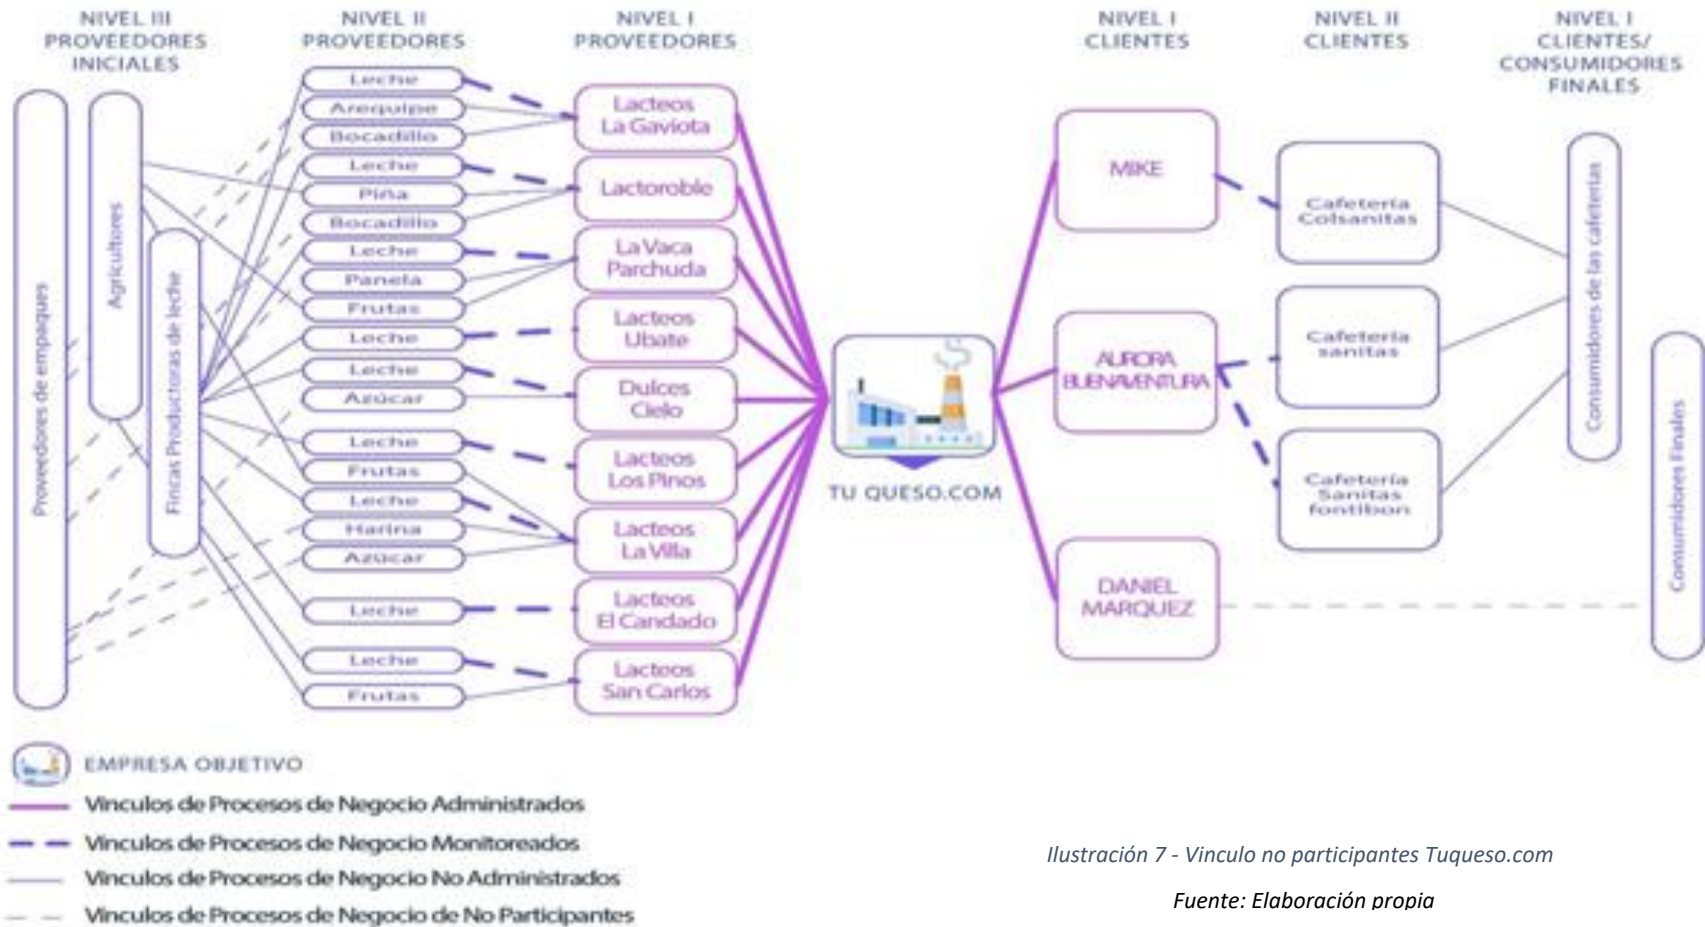 NIVEL III
PROVEEDORES
INICIALES
NIVEL II
PROVEEDORES
NIVEL I
PROVEEDORES
NIVEL I
CLIENTES
NIVEL II
CLIENTES
NIVEL I
CLIENTES/
CONSUMIDORES
FINALES
Proveedores de empaques
Agricultores
Fincas Productoras de leche
Leche
Arequipe
Bocadillo
Leche
Piña
Bocadillo
Leche
Panela
Frutas
Leche
Leche
Azúcar
Leche
Frutas
Leche
Harina
Azúcar
Leche
Leche
Frutas
Lacteos
La Gaviota
Lactoroble
La Vaca
Parchuda
Lacteos
Ubate
Dulces
Cielo
Lacteos
Los Pinos
Lacteos
La Villa
Lacteos
El Candado
Lacteos
San Carlos
TU QUESO.COM
MIKE
AURORA
BUENAVENTURA
DANIEL
MARQUEZ
Cafetería
Colsanitas
Cafetería
sanitas
Cafetería
Sanitas
fontibon
Consumidores de las cafeterías
Consumidores Finales
EMPRESA OBJETIVO
Vínculos de Procesos de Negocio Administrados
Vínculos de Procesos de Negocio Monitoreados
Vínculos de Procesos de Negocio No Administrados
Vínculos de Procesos de Negocio de No Participantes
Ilustración 7 - Vinculo no participantes Tuqueso.com
Fuente: Elaboración propia